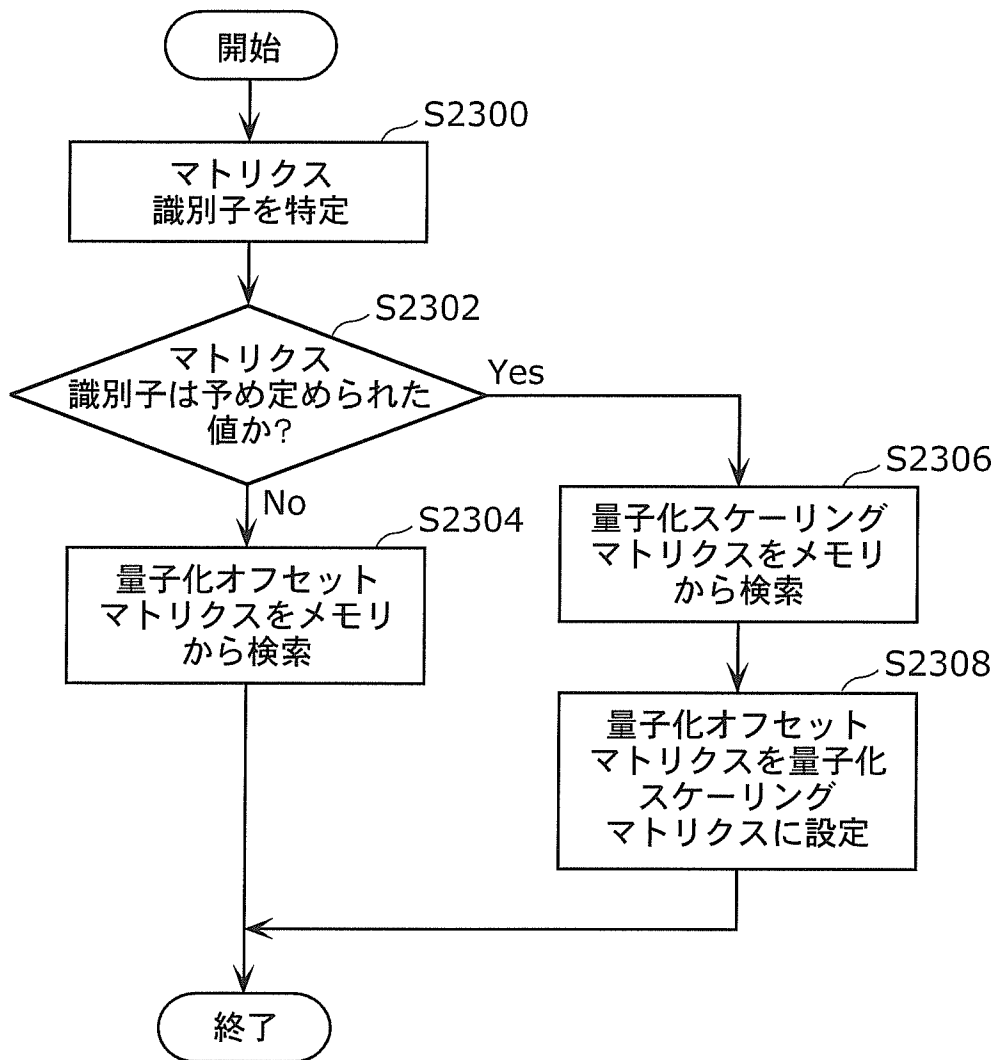 開始
S2300
マトリクス
識別子を特定
S2302
マトリクス
識別子は予め定められた
値か?
Yes
No
S2304
量子化オフセット
マトリクスをメモリ
から検索
S2306
量子化スケーリング
マトリクスをメモリ
から検索
S2308
量子化オフセット
マトリクスを量子化
スケーリング
マトリクスに設定
終了